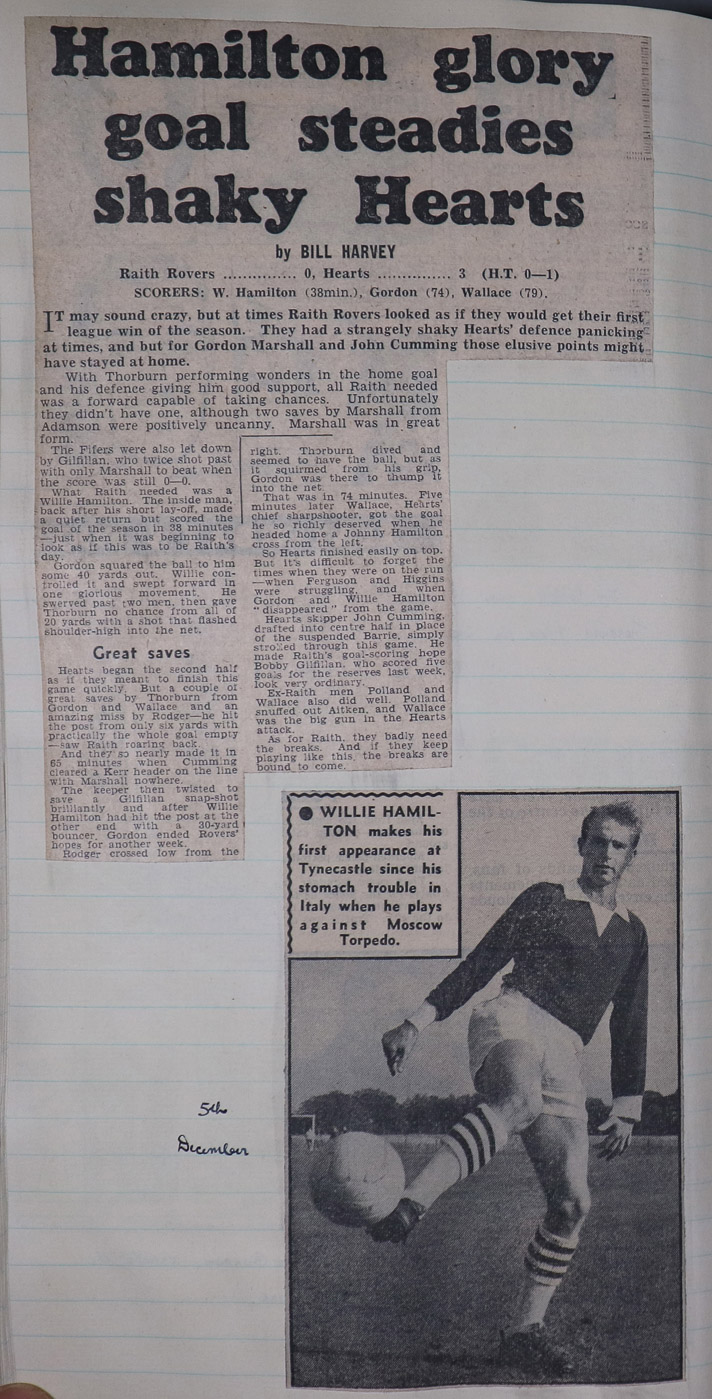 Hamilton glory
goal steadies
shaky Hearts
by BILL HARVEY
Raith Rovers .............. 0, Hearts .............. 3 (H.T. 0—1)
SCORERS: W. Hamilton (38min.), Gordon (74), Wallace (79).
IT may sound crazy, but at times Raith Rovers looked as if they would get their first
league win of the season. They had a strangely shaky Hearts' defence panicking
at times, and but for Gordon Marshall and John Cumming those elusive points might
have stayed at home.
With Thorburn performing wonders in the home goal
and his defence giving him good support, all Raith needed
was a forward capable of taking chances. Unfortunately
they didn't have one, although two saves by Marshall from
Adamson were positively uncanny. Marshall was in great
form.
The Fifers were also let down
by Gilfillan, who twice shot past
with only Marshall to beat when
the score was still 0—0.
What Raith needed was a
Willie Hamilton. The inside man,
back after his short lay-off, made
a quiet return but scored the
goal of the season in 38 minutes
—just when it was beginning to
look as if this was to be Raith's
day.
Gordon squared the ball to him
some 40 yards out. Willie con-
trolled it and swept forward in
one glorious movement. He
swerved past two men, then gave
Thorburn no chance from all of
20 yards with a shot that flashed
shoulder-high into the net.
Great saves
Hearts began the second half
as if they meant to finish this
game quickly. But a couple of
great saves by Thorburn from
Gordon and Wallace and an
amazing miss by Rodger—he hit
the post from only six yards with
practically the whole goal empty
—saw Raith roaring back.
And they so nearly made it in
65 minutes when Cumming
cleared a Kerr header on the line
with Marshall nowhere.
The keeper then twisted to
save a Gilfillan snap-shot
brilliantly and after Willie
Hamilton had hit the post at the
other end with a 30-yard
bouncer, Gordon ended Rovers'
hopes for another week.
Rodger crossed low from the
right. Thorburn dived and
seemed to have the ball, but as
it squirmed from his grip,
Gordon was there to thump it
into the net.
That was in 74 minutes. Five
minutes later Wallace, Hearts'
chief sharpshooter, got the goal
he so richly deserved when he
headed home a Johnny Hamilton
cross from the left.
So Hearts finished easily on top.
But it's difficult to forget the
times when they were on the run
—when Ferguson and Higgins
were struggling, and when
Gordon and Willie Hamilton
"disappeared" from the game.
Hearts skipper John Cumming,
drafted into centre half in place
of the suspended Barrie, simply
strolled through this game. He
made Raith's goal-scoring hope
Bobby Gilfillan, who scored five
goals for the reserves last week,
look very ordinary.
Ex-Raith men Polland and
Wallace also did well. Polland
snuffed out Aitken, and Wallace
was the big gun in the Hearts
attack.
As for Raith, they badly need
the breaks. And if they keep
playing like this, the breaks are
bound to come.
● WILLIE HAMIL-
TON makes his
first appearance at
Tynecastle since his
stomach trouble in
Italy when he plays
against Moscow
Torpedo.
5th
December